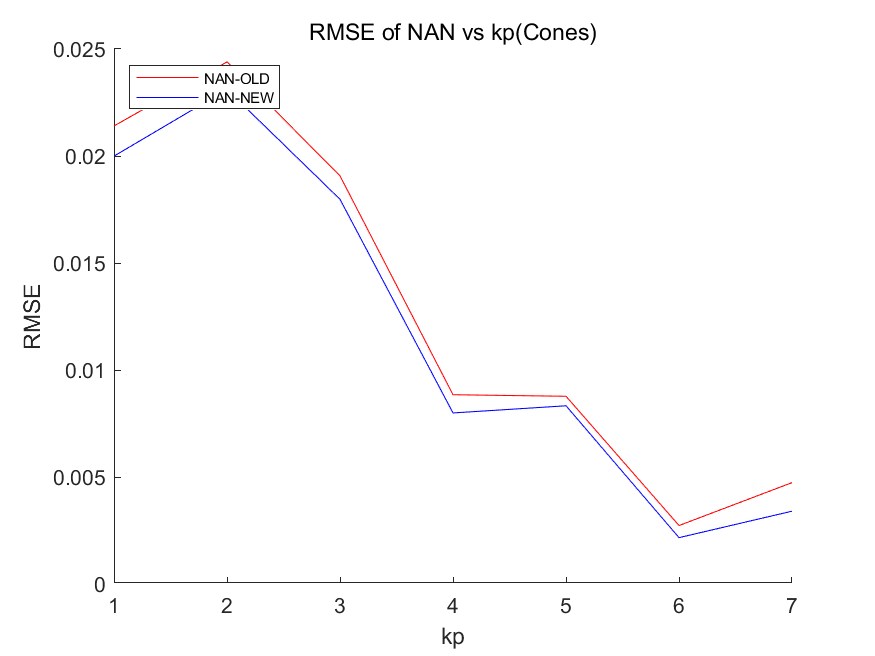 RMSE of NAN vs kp(Cones)
0.025
NAN-OLD
NAN-NEW
0.02
0.015
RMSE
0.01
0.005
0
1 2 3 4 5 6 7
kp